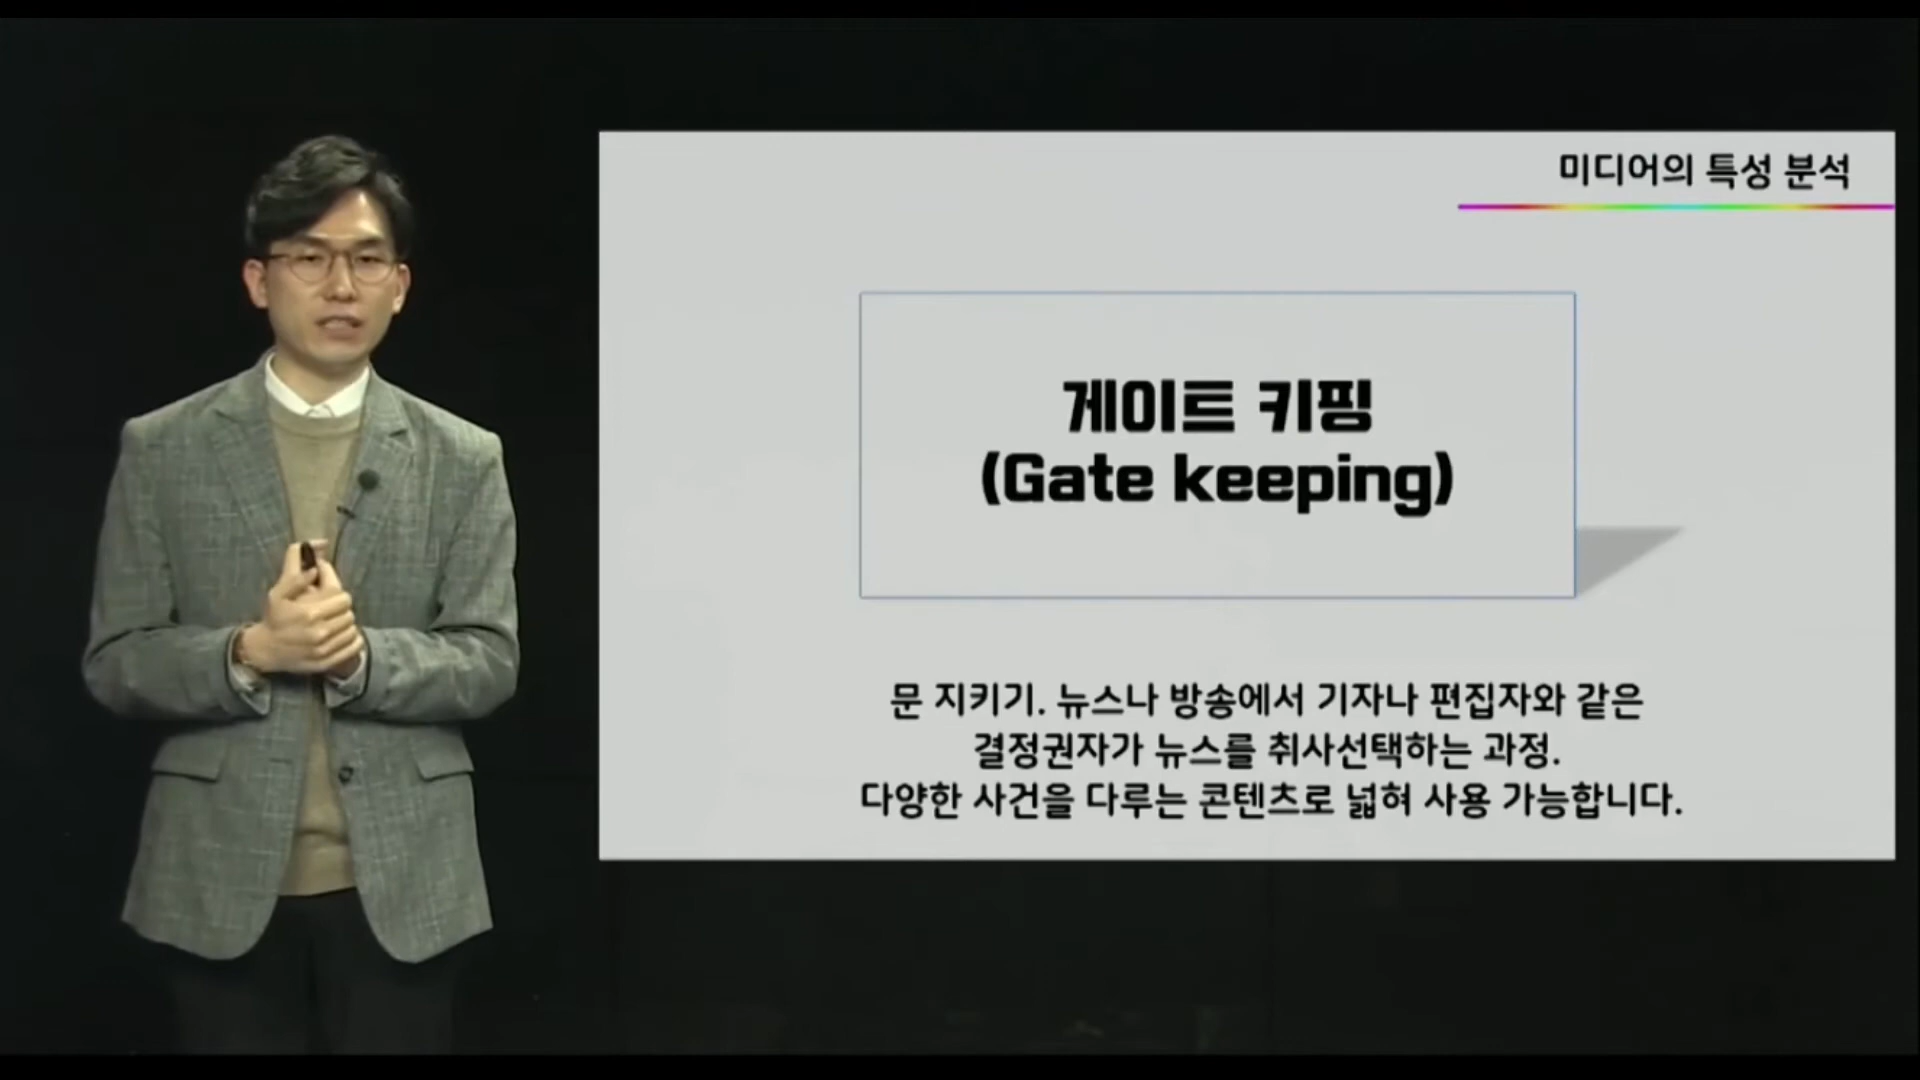 미디어의 특성 분석
게이트 키핑
(Gate keeping)
문 지키기. 뉴스나 방송에서 기자나 편집자와 같은
결정권자가 뉴스를 취사선택하는 과정.
다양한 사건을 다루는 콘텐츠로 넓혀 사용 가능합니다.